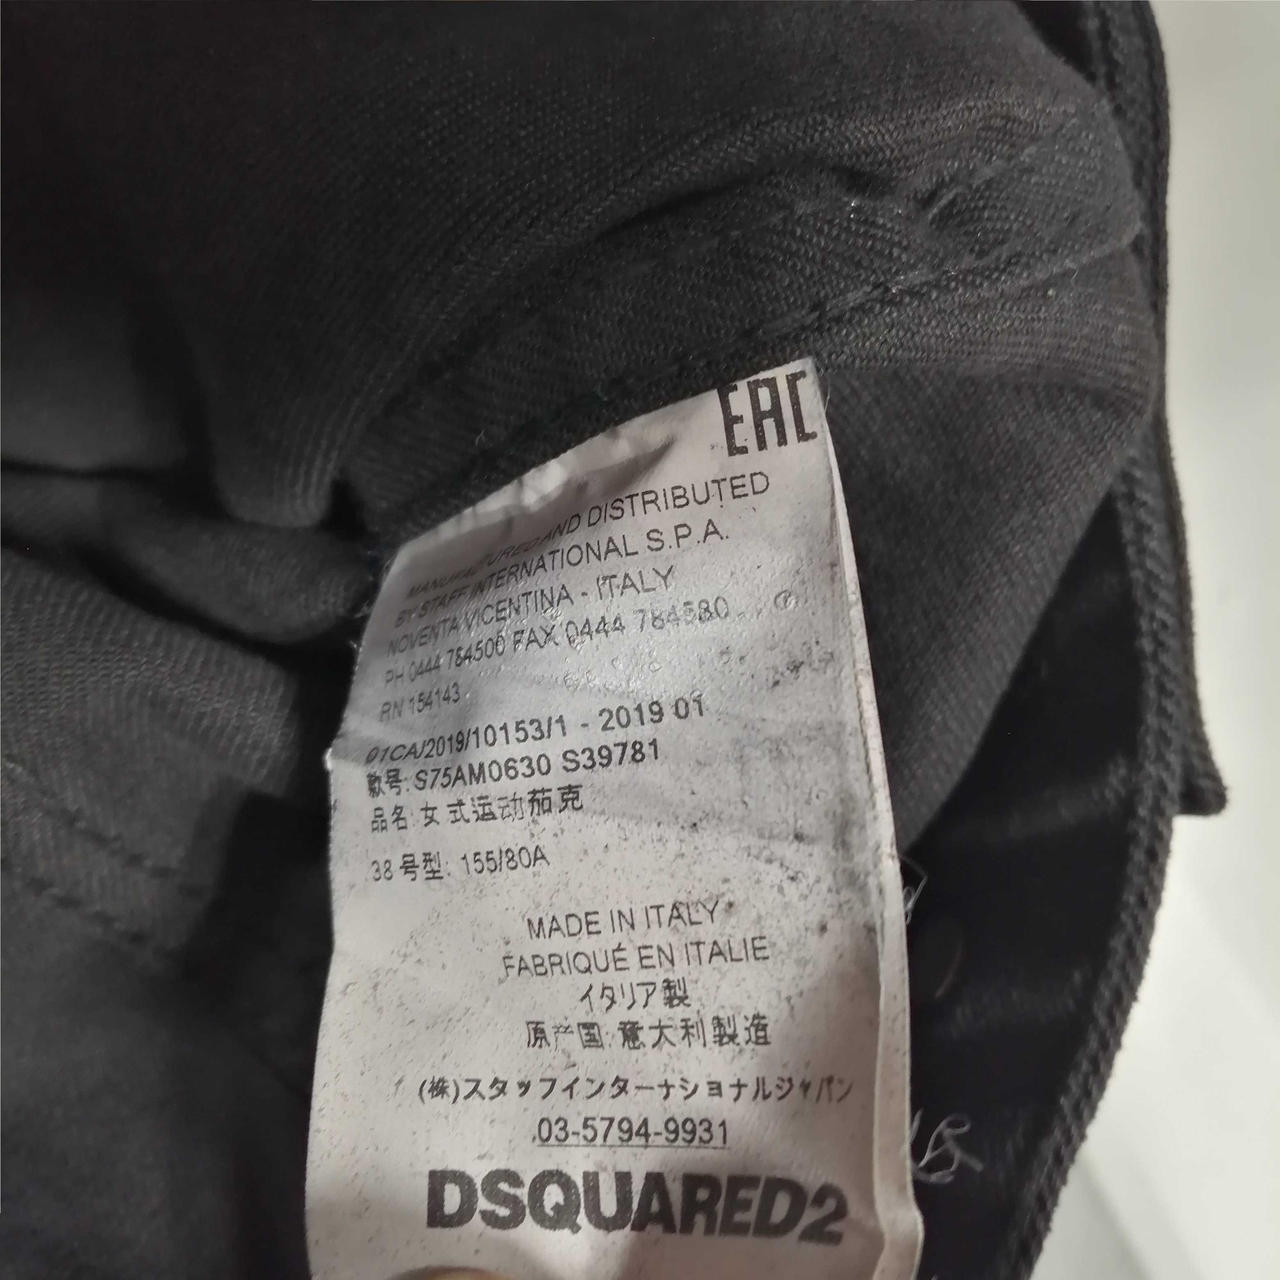 EAC
MANUFACTURED AND DISTRIBUTED
BY STAFF INTERNATIONAL S.P.A.
NOVENTA VICENTINA - ITALY
PH 0444 784500 FAX 0444 784580
RN 154143
01CA/2019/10153/1 - 2019 01
款号: S75AM0630 S39781
品名: 女式运动茄克
38 号型: 155/80A
MADE IN ITALY
FABRIQUÉ EN ITALIE
イタリア製
原产国: 意大利製造
(株)スタッフインターナショナルジャパン
03-5794-9931
DSQUARED2